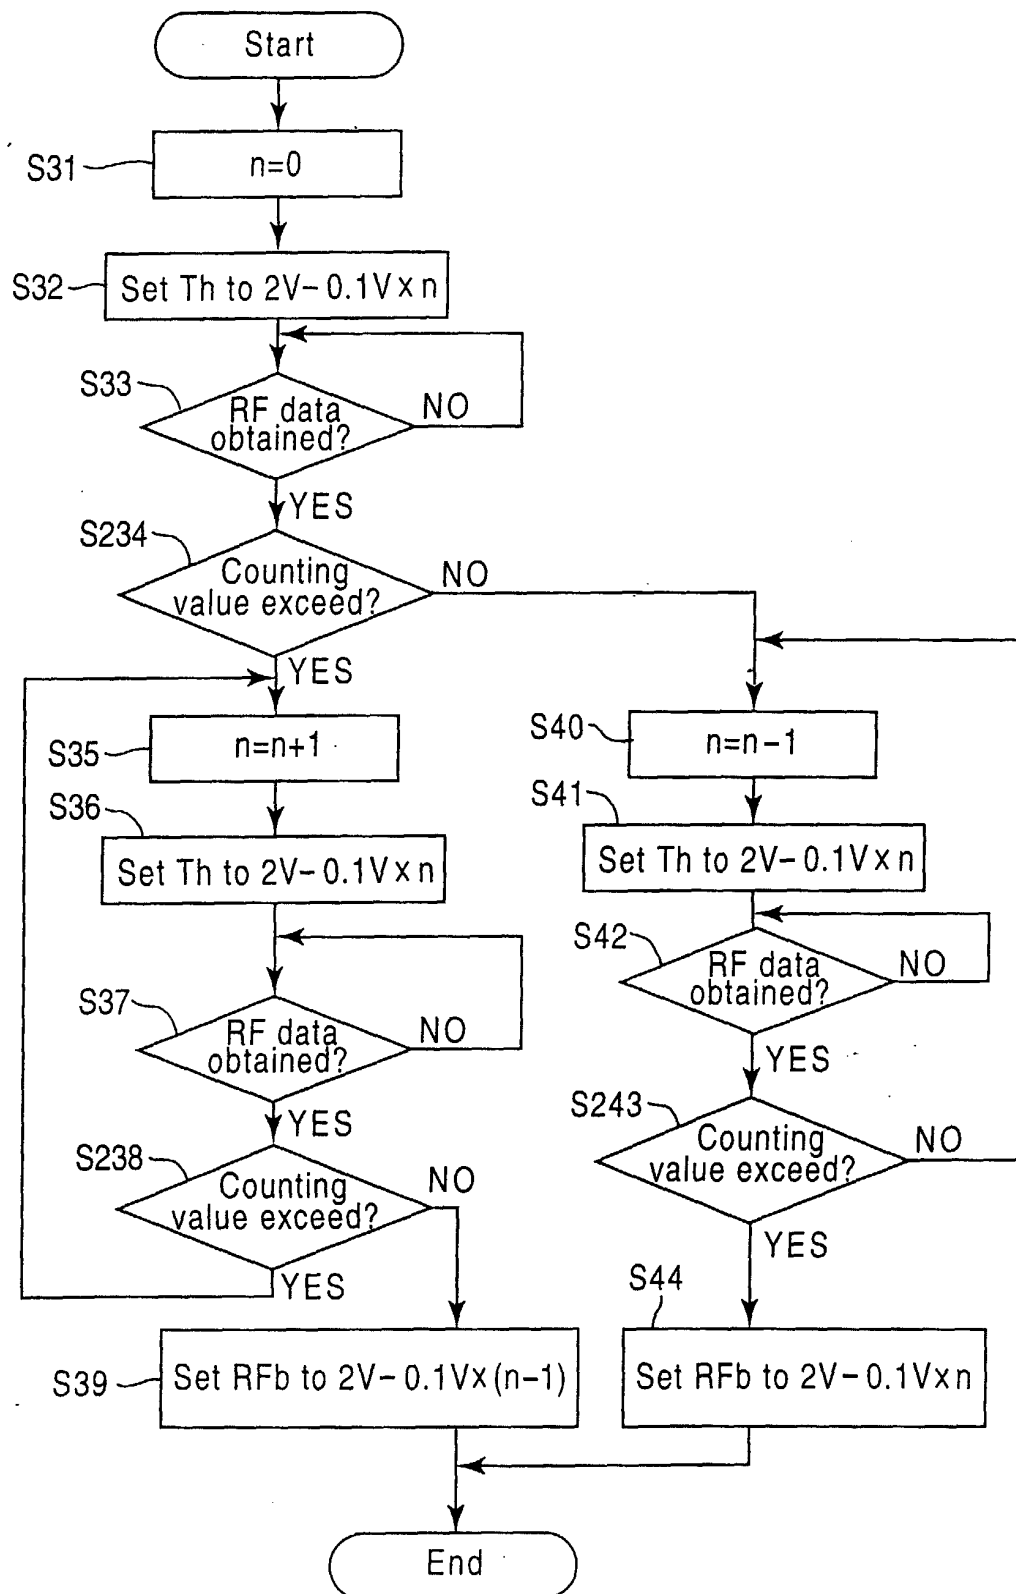 Start
S31
n=0
S32
Set Th to 2V-0.1V×n
S33
RF data
obtained?
NO
YES
S234
Counting
value exceed?
NO
YES
S35
n=n+1
S36
Set Th to 2V-0.1V×n
S37
RF data
obtained?
NO
YES
S238
Counting
value exceed?
NO
YES
S39
Set RFb to 2V-0.1V×(n-1)
S40
n=n-1
S41
Set Th to 2V-0.1V×n
S42
RF data
obtained?
NO
YES
S243
Counting
value exceed?
NO
YES
S44
Set RFb to 2V-0.1V×n
End